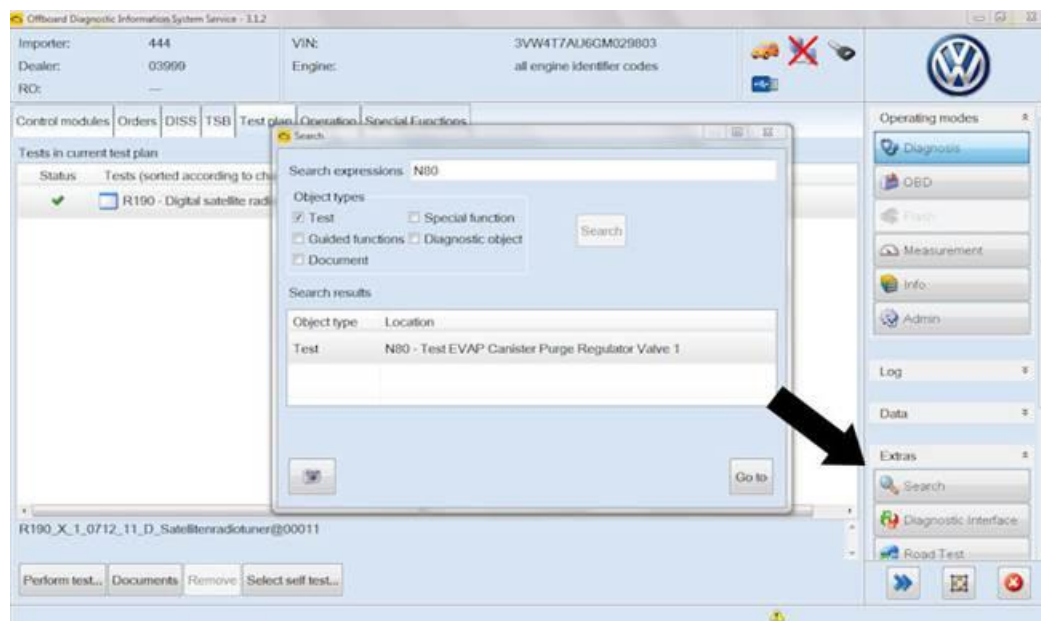 Offboard Diagnostic Information System Service - 3.1.2
Importer: 444 VIN: 3VW4T7AU6GM029803
Dealer: 03999 Engine: all engine identifier codes
RO: ---
Control modules Orders DISS TSB Test plan Operation Special Functions
Tests in current test plan
Status Tests (sorted according to
R190 - Digital satellite
Search
Search expressions N80
Object types
Test Special function
Guided functions Diagnostic object
Document
Search
Search results
Object type Location
Test N80 - Test EVAP Canister Purge Regulator Valve 1
Go to
R190_X_1_0712_11_D_Satellitenradiotuner@00011
Perform test... Documents Remove Select self test...
Operating modes
Diagnosis
OBD
Flash
Measurement
Info
Admin
Log
Data
Extras
Search
Diagnostic Interface
Road Test